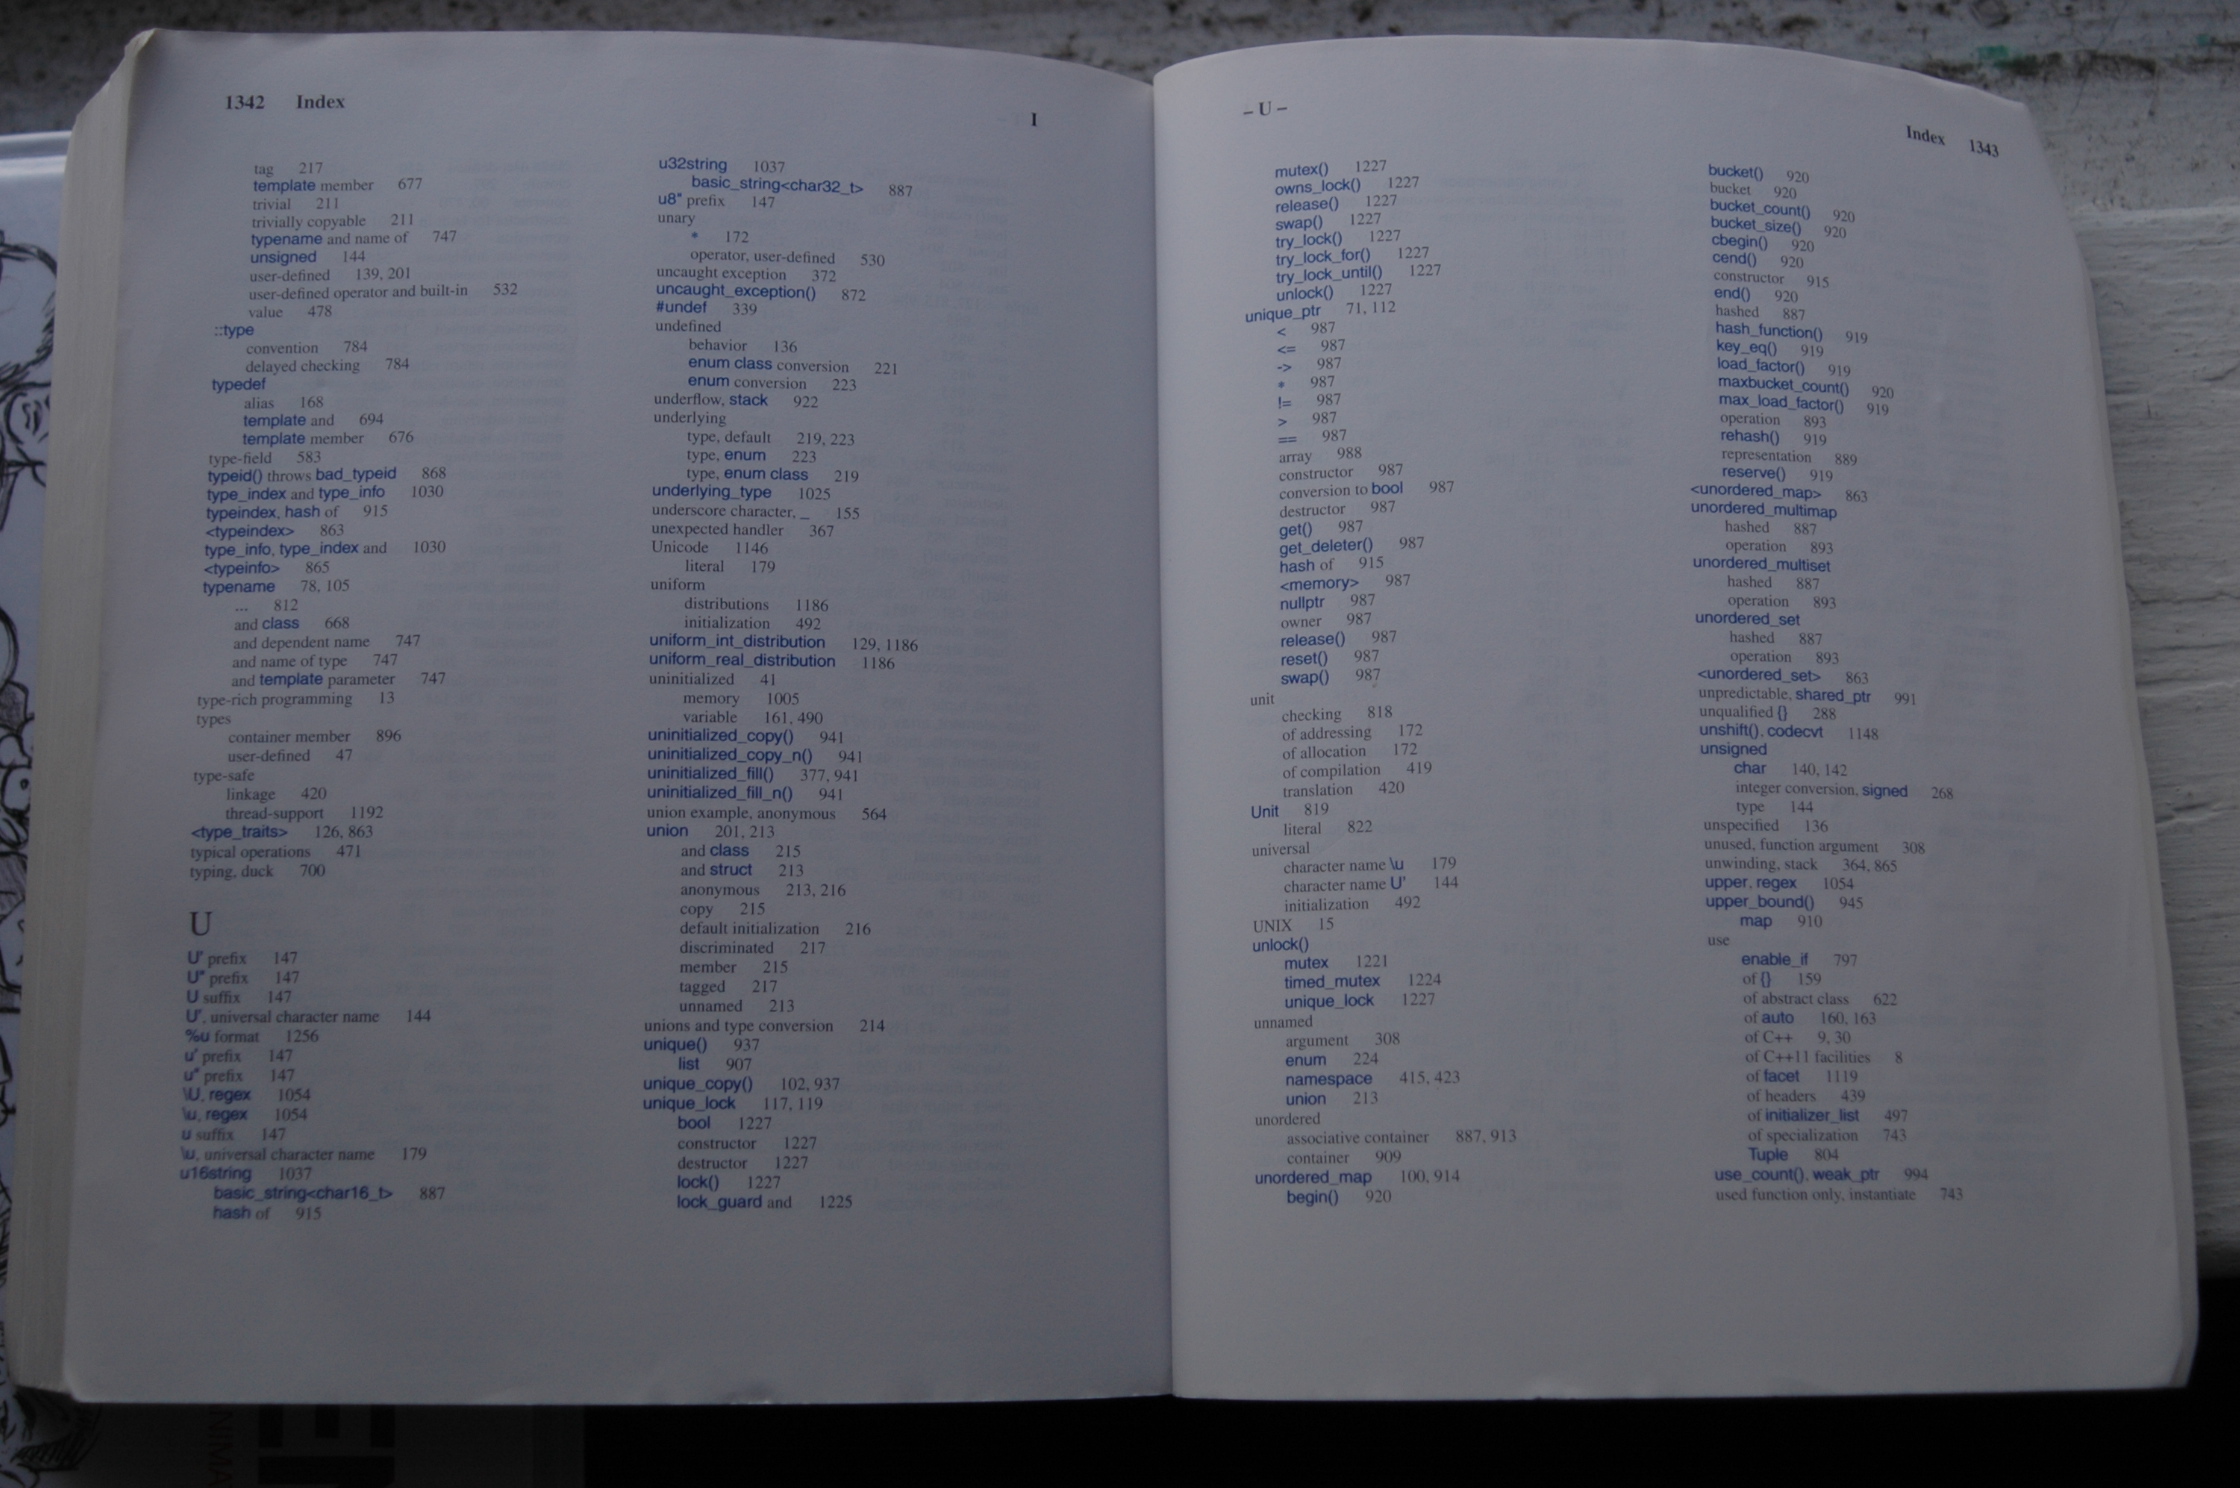 1342 Index
I
tag 217
template member 677
trivial 211
trivially copyable 211
typename and name of 747
unsigned 144
user-defined 139, 201
user-defined operator and built-in 532
value 478
::type
convention 784
delayed checking 784
typedef
alias 168
template and 694
template member 676
type-field 583
typeid() throws bad_typeid 868
type_index and type_info 1030
typeindex, hash of 915
<typeindex> 863
type_info, type_index and 1030
<typeinfo> 865
typename 78, 105
... 812
and class 668
and dependent name 747
and name of type 747
and template parameter 747
type-rich programming 13
types
container member 896
user-defined 47
type-safe
linkage 420
thread-support 1192
<type_traits> 126, 863
typical operations 471
typing, duck 700
U
U' prefix 147
U" prefix 147
U suffix 147
U', universal character name 144
%u format 1256
u' prefix 147
u" prefix 147
\U, regex 1054
\u, regex 1054
u suffix 147
\u, universal character name 179
u16string 1037
basic_string<char16_t> 887
hash of 915
u32string 1037
basic_string<char32_t> 887
u8" prefix 147
unary
* 172
operator, user-defined 530
uncaught exception 372
uncaught_exception() 872
#undef 339
undefined
behavior 136
enum class conversion 221
enum conversion 223
underflow, stack 922
underlying
type, default 219, 223
type, enum 223
type, enum class 219
underlying_type 1025
underscore character, _ 155
unexpected handler 367
Unicode 1146
literal 179
uniform
distributions 1186
initialization 492
uniform_int_distribution 129, 1186
uniform_real_distribution 1186
uninitialized 41
memory 1005
variable 161, 490
uninitialized_copy() 941
uninitialized_copy_n() 941
uninitialized_fill() 377, 941
uninitialized_fill_n() 941
union example, anonymous 564
union 201, 213
and class 215
and struct 213
anonymous 213, 216
copy 215
default initialization 216
discriminated 217
member 215
tagged 217
unnamed 213
unions and type conversion 214
unique() 937
list 907
unique_copy() 102, 937
unique_lock 117, 119
bool 1227
constructor 1227
destructor 1227
lock() 1227
lock_guard and 1225
– U –
Index 1343
mutex() 1227
owns_lock() 1227
release() 1227
swap() 1227
try_lock() 1227
try_lock_for() 1227
try_lock_until() 1227
unlock() 1227
unique_ptr 71, 112
< 987
<= 987
-> 987
* 987
!= 987
> 987
== 987
array 988
constructor 987
conversion to bool 987
destructor 987
get() 987
get_deleter() 987
hash of 915
<memory> 987
nullptr 987
owner 987
release() 987
reset() 987
swap() 987
unit
checking 818
of addressing 172
of allocation 172
of compilation 419
translation 420
Unit 819
literal 822
universal
character name \u 179
character name U' 144
initialization 492
UNIX 15
unlock()
mutex 1221
timed_mutex 1224
unique_lock 1227
unnamed
argument 308
enum 224
namespace 415, 423
union 213
unordered
associative container 887, 913
container 909
unordered_map 100, 914
begin() 920
bucket() 920
bucket 920
bucket_count() 920
bucket_size() 920
cbegin() 920
cend() 920
constructor 915
end() 920
hashed 887
hash_function() 919
key_eq() 919
load_factor() 919
maxbucket_count() 920
max_load_factor() 919
operation 893
rehash() 919
representation 889
reserve() 919
<unordered_map> 863
unordered_multimap
hashed 887
operation 893
unordered_multiset
hashed 887
operation 893
unordered_set
hashed 887
operation 893
<unordered_set> 863
unpredictable, shared_ptr 991
unqualified {} 288
unshift(), codecvt 1148
unsigned
char 140, 142
integer conversion, signed 268
type 144
unspecified 136
unused, function argument 308
unwinding, stack 364, 865
upper, regex 1054
upper_bound() 945
map 910
use
enable_if 797
of {} 159
of abstract class 622
of auto 160, 163
of C++ 9, 30
of C++11 facilities 8
of facet 1119
of headers 439
of initializer_list 497
of specialization 743
Tuple 804
use_count(), weak_ptr 994
used function only, instantiate 743